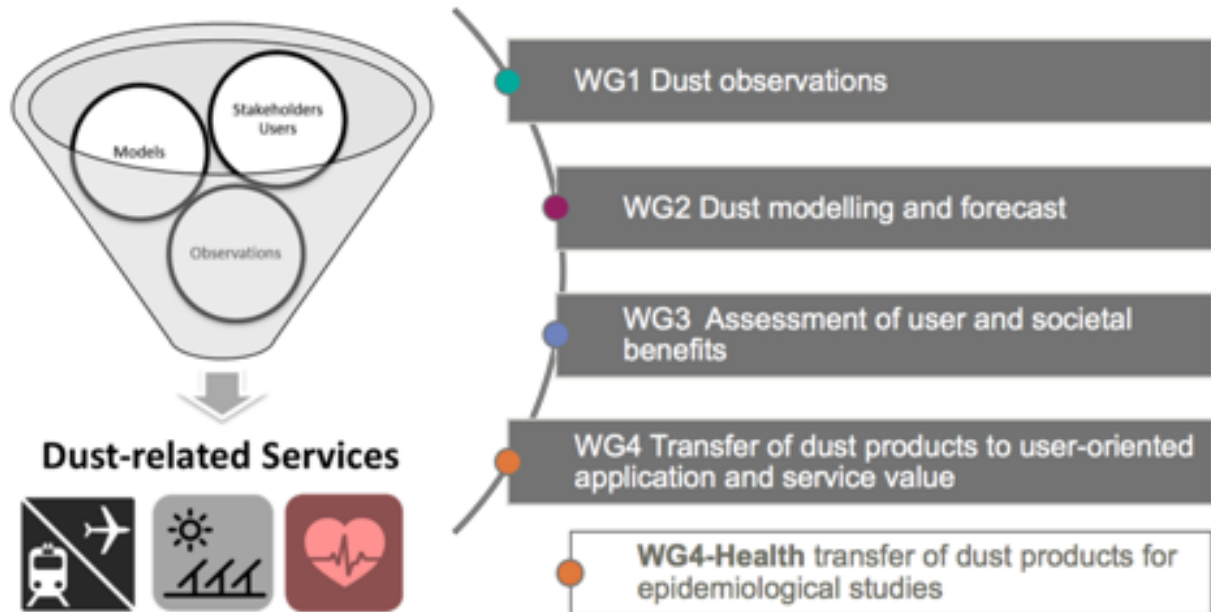 Stakeholders
Users
Models
Observations
Dust-related Services
WG1 Dust observations
WG2 Dust modelling and forecast
WG3 Assessment of user and societal
benefits
WG4 Transfer of dust products to user-oriented
application and service value
WG4-Health transfer of dust products for
epidemiological studies